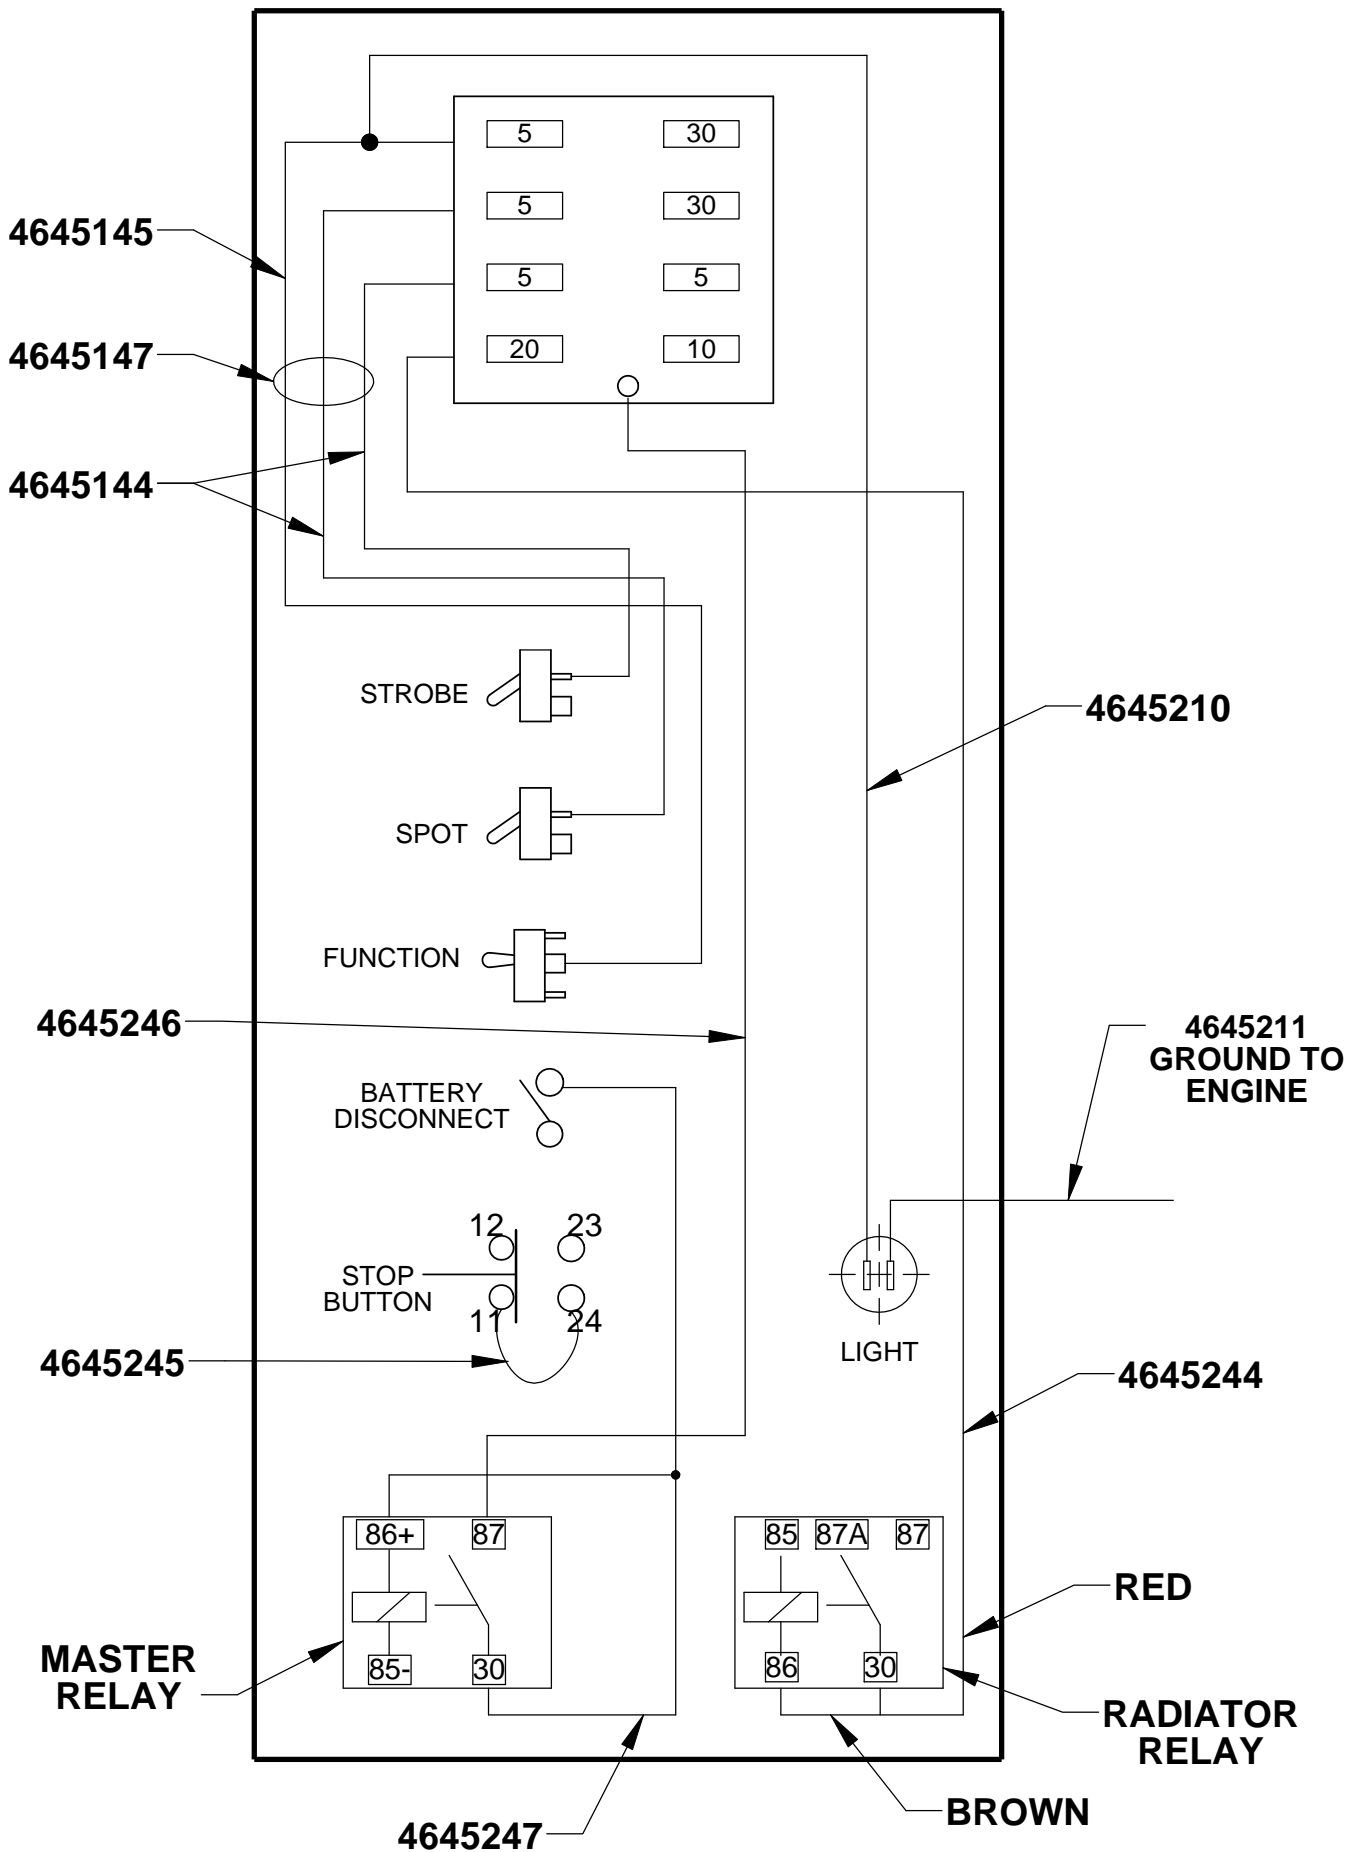 5 30
5 30
4645145
5 5
20 10
4645147
4645144
STROBE
4645210
SPOT
FUNCTION
4645246
4645211
GROUND TO
ENGINE
BATTERY
DISCONNECT
12 23
STOP
BUTTON
11 24
LIGHT
4645245
4645244
86+ 87
85 87A 87
RED
MASTER
RELAY
85- 30
86 30
RADIATOR
RELAY
BROWN
4645247